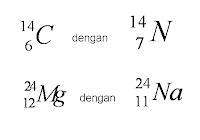 ¹⁴₆C dengan ¹⁴₇N
²⁴₁₂Mg dengan ²⁴₁₁Na